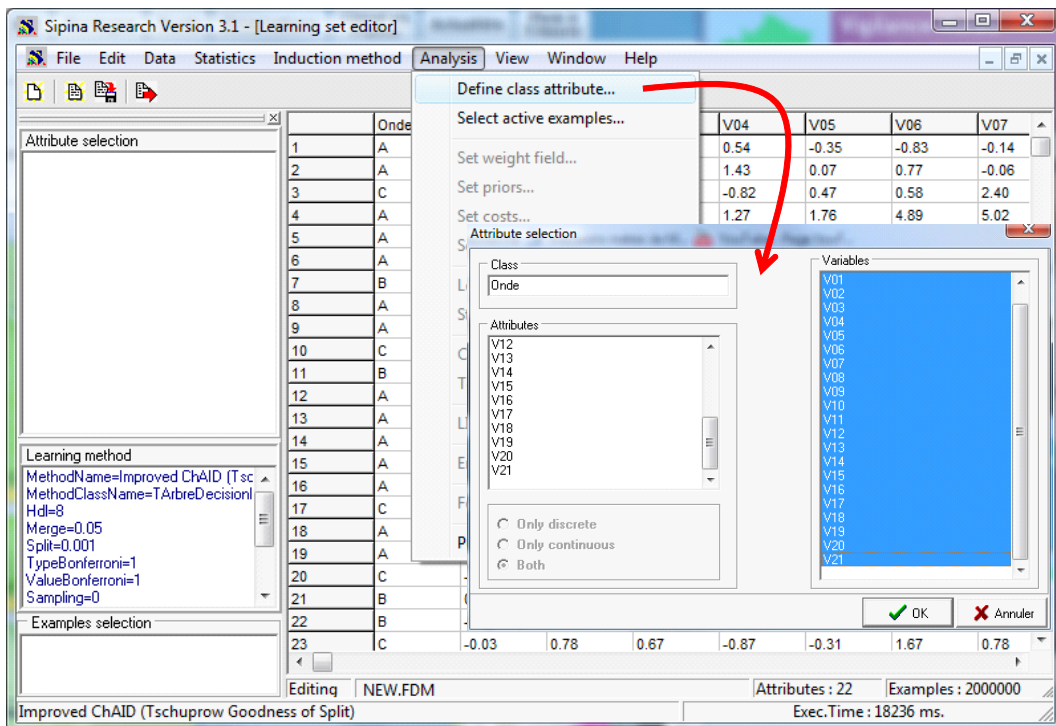 Sipina Research Version 3.1 - [Learning set editor]
File Edit Data Statistics Induction method Analysis View Window Help
Define class attribute...
Select active examples...
Set weight field...
Set priors...
Set costs...
Attribute selection
Onde V04 V05 V06 V07
1 A 0.54 -0.35 -0.83 -0.14
2 A 1.43 0.07 0.77 -0.06
3 C -0.82 0.47 0.58 2.40
4 A 1.27 1.76 4.89 5.02
5 A
6 A
7 B
8 A
9 A
10 C
11 B
12 A
13 A
14 A
15 A
16 A
17 C
18 A
19 A
20 C
21 B
22 B
23 C -0.03 0.78 0.67 -0.87 -0.31 1.67 0.78
Attribute selection
Class
Onde
Attributes
V12
V13
V14
V15
V16
V17
V18
V19
V20
V21
Only discrete
Only continuous
Both
Variables
V01
V02
V03
V04
V05
V06
V07
V08
V09
V10
V11
V12
V13
V14
V15
V16
V17
V18
V19
V20
V21
OK Annuler
Learning method
MethodName=Improved ChAID (Tsc
MethodClassName=TArbreDecisionI
Hdl=8
Merge=0.05
Split=0.001
TypeBonferroni=1
ValueBonferroni=1
Sampling=0
Examples selection
Editing NEW.FDM Attributes : 22 Examples : 2000000
Improved ChAID (Tschuprow Goodness of Split) Exec.Time : 18236 ms.